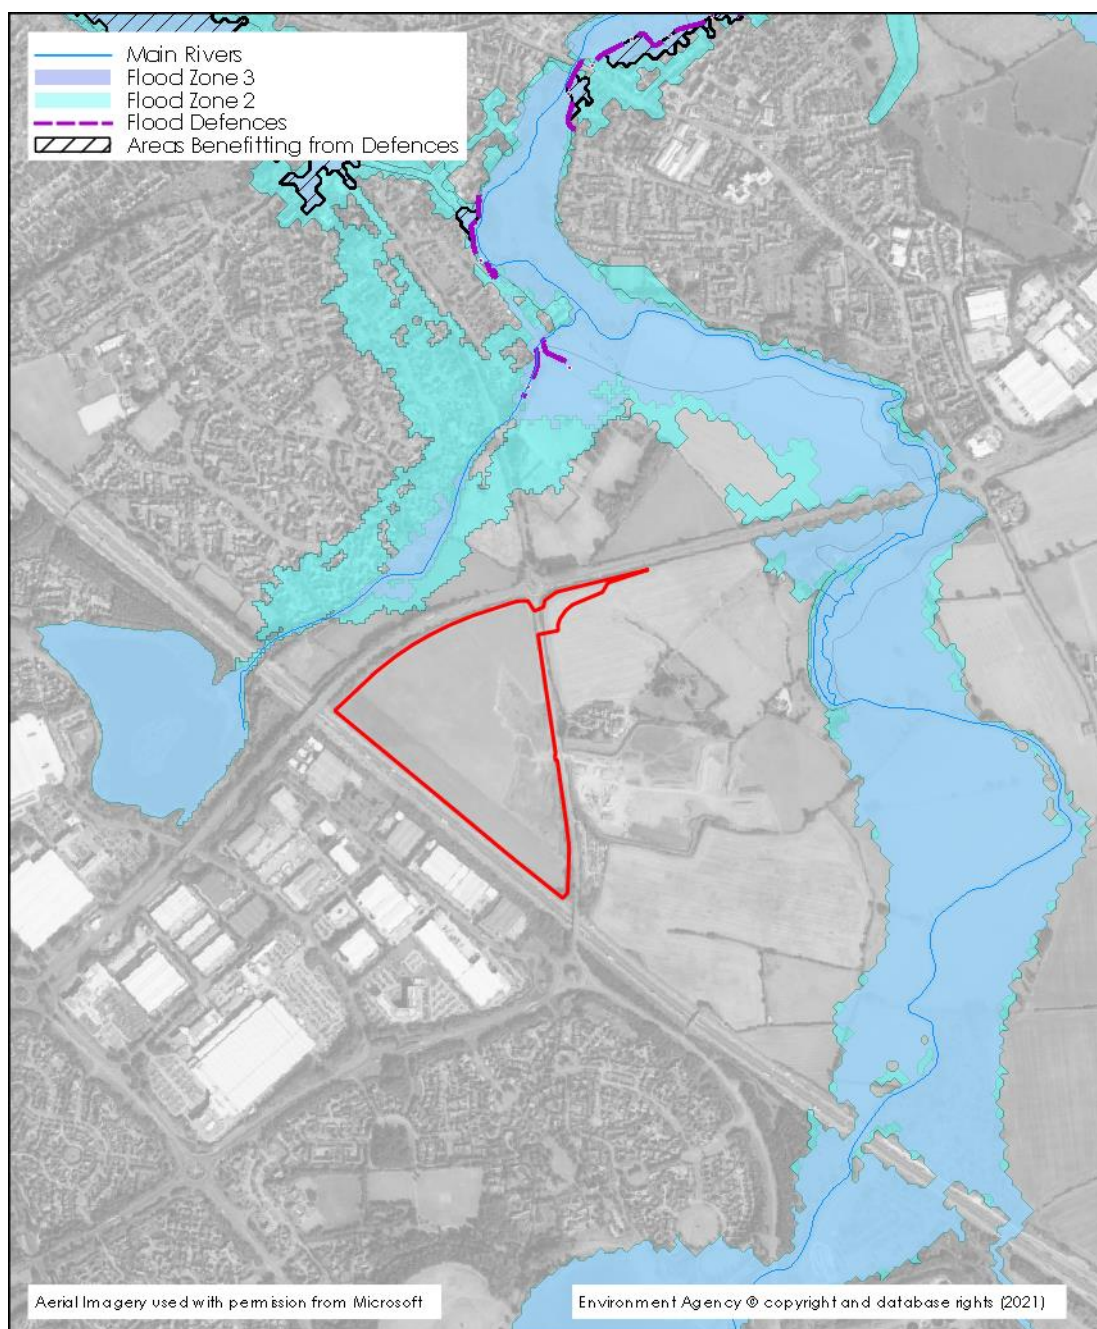 Main Rivers
Flood Zone 3
Flood Zone 2
Flood Defences
Areas Benefitting from Defences
Aerial Imagery used with permission from Microsoft
Environment Agency © copyright and database rights (2021)